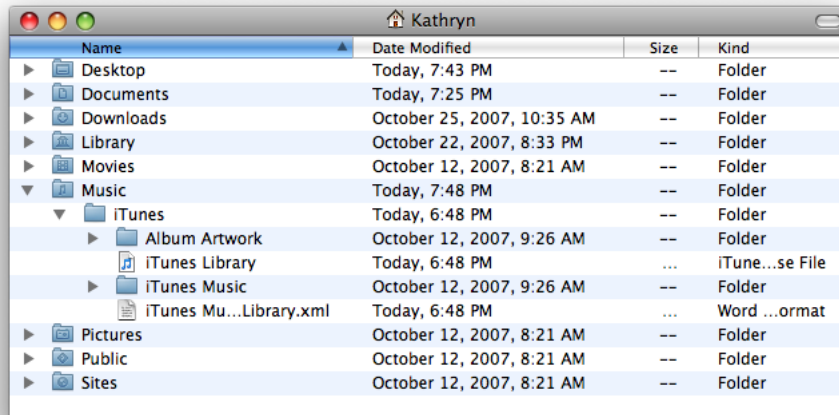 Kathryn
Name Date Modified Size Kind
Desktop Today, 7:43 PM -- Folder
Documents Today, 7:25 PM -- Folder
Downloads October 25, 2007, 10:35 AM -- Folder
Library October 22, 2007, 8:33 PM -- Folder
Movies October 12, 2007, 8:21 AM -- Folder
Music Today, 7:48 PM -- Folder
iTunes Today, 6:48 PM -- Folder
Album Artwork October 12, 2007, 9:26 AM -- Folder
iTunes Library Today, 6:48 PM ... iTune...se File
iTunes Music October 12, 2007, 9:26 AM -- Folder
iTunes Mu...Library.xml Today, 6:48 PM ... Word ...ormat
Pictures October 12, 2007, 8:21 AM -- Folder
Public October 12, 2007, 8:21 AM -- Folder
Sites October 12, 2007, 8:21 AM -- Folder